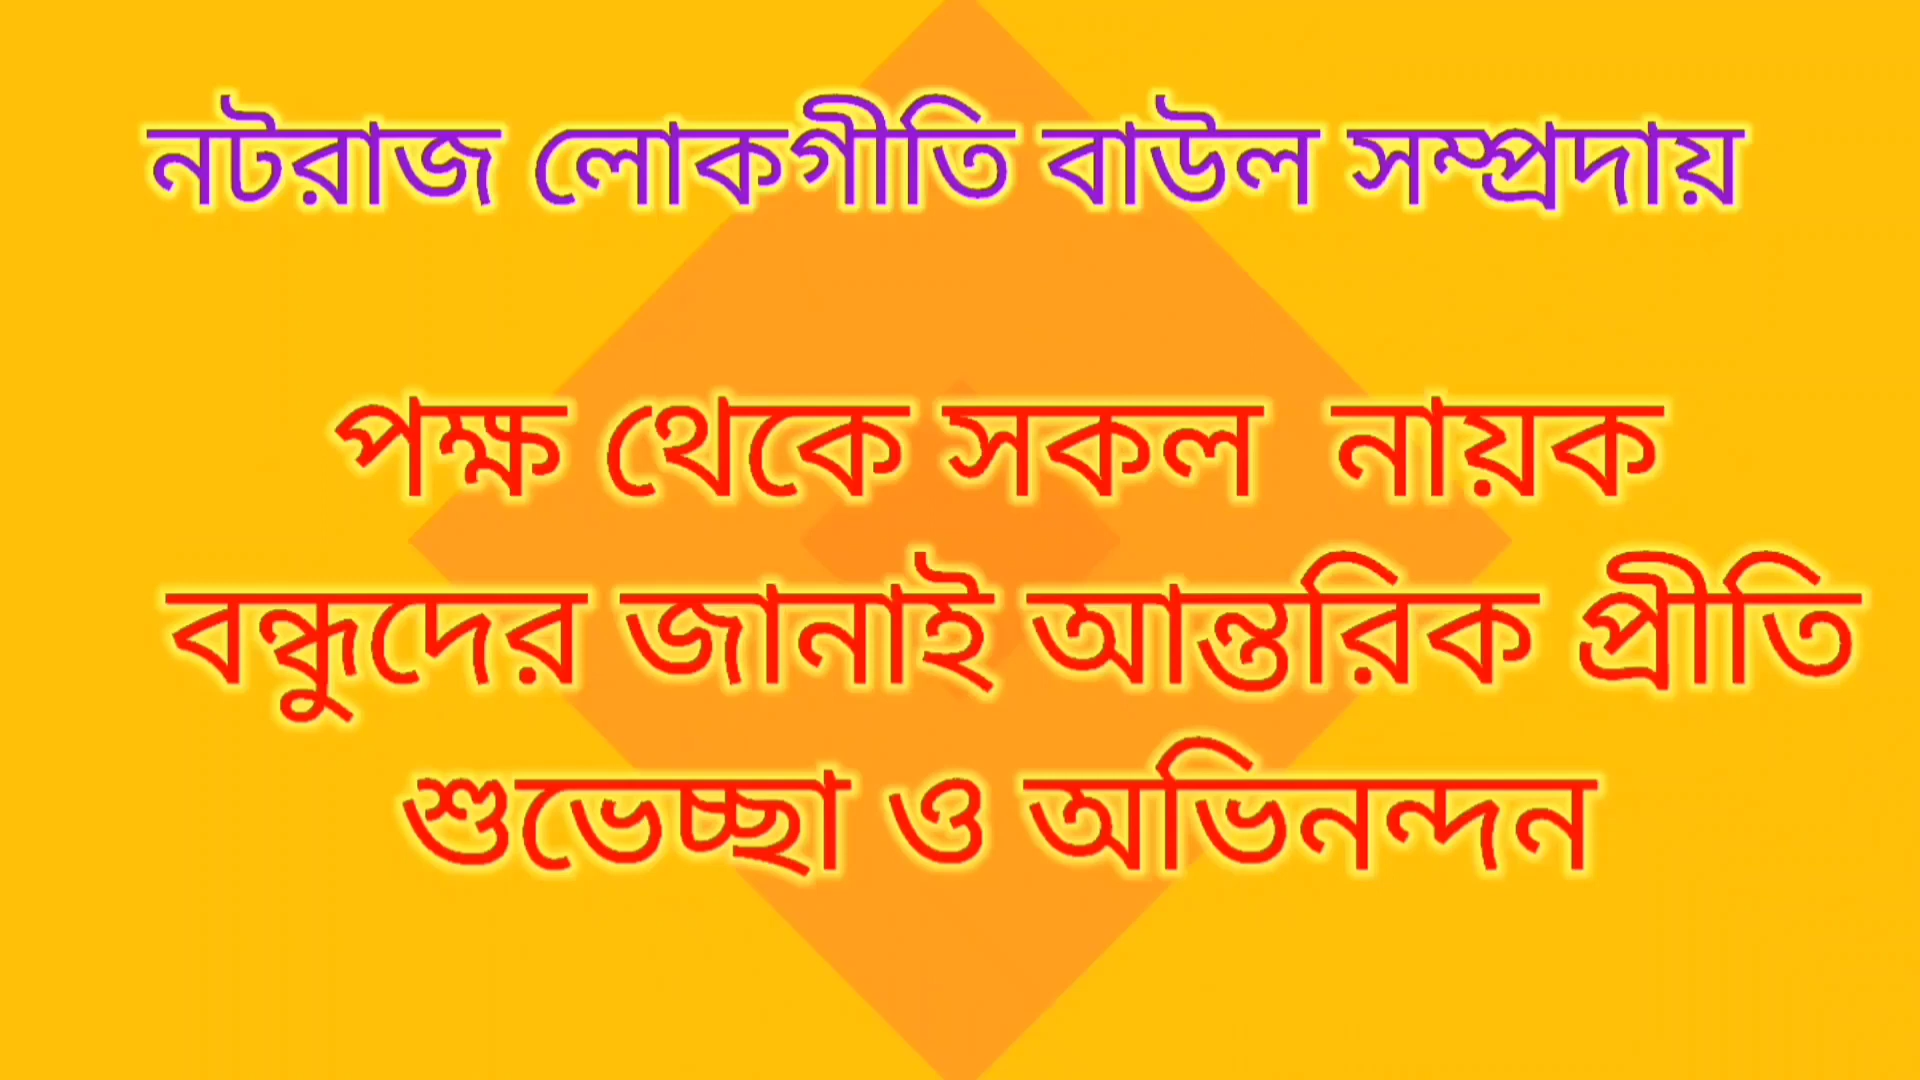 নটরাজ লোকগীতি বাউল সম্প্রদায়
পক্ষ থেকে সকল নায়ক
বন্ধুদের জানাই আন্তরিক প্রীতি
শুভেচ্ছা ও অভিনন্দন